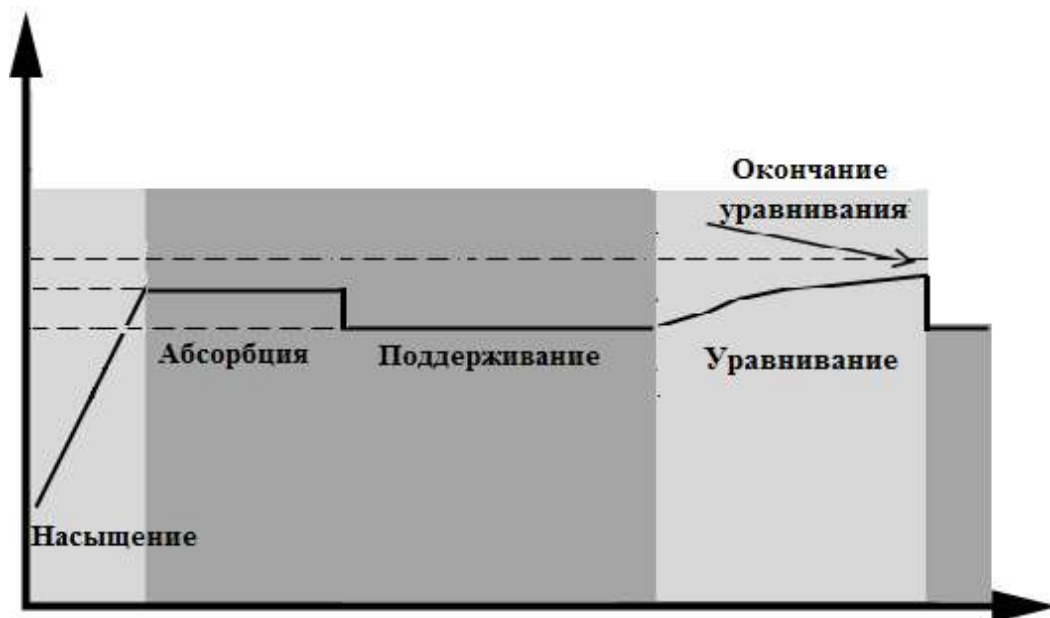 Окончание
уравнивания
Абсорбция
Поддерживание
Уравнивание
Насыщение